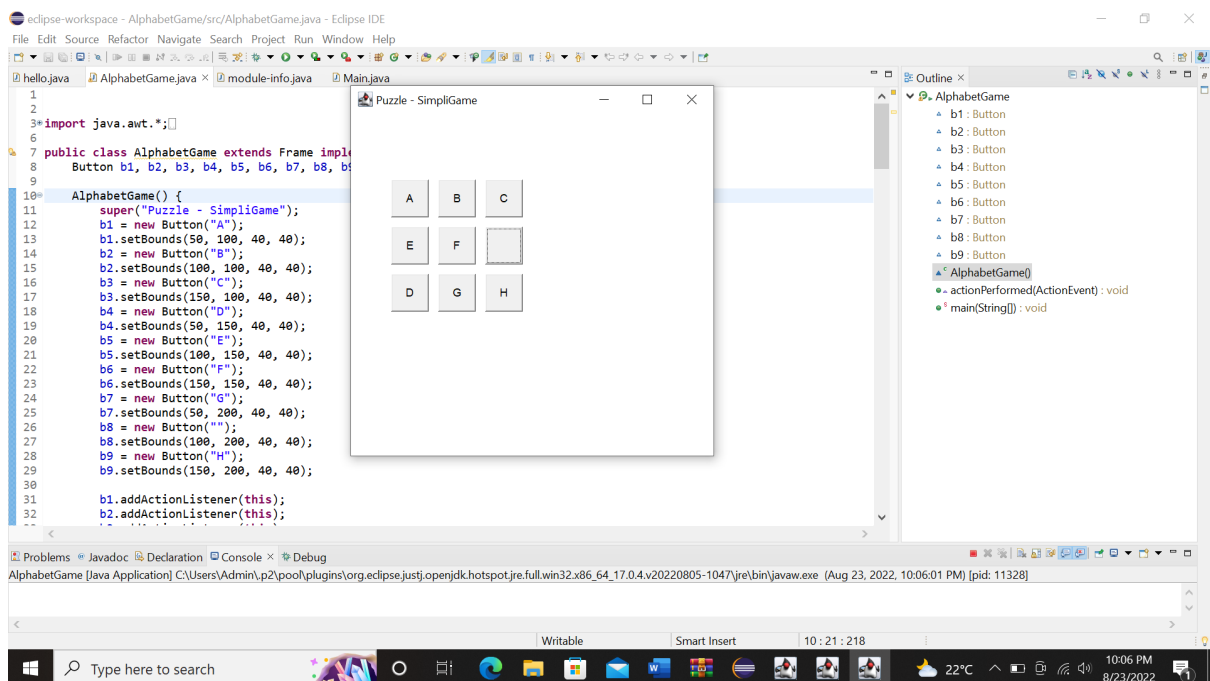 eclipse-workspace - AlphabetGame/src/AlphabetGame.java - Eclipse IDE
File Edit Source Refactor Navigate Search Project Run Window Help
hello.java AlphabetGame.java × module-info.java Main.java
1
2
3 import java.awt.*;
6
7 public class AlphabetGame extends Frame imple
8 Button b1, b2, b3, b4, b5, b6, b7, b8, b9
9
10 AlphabetGame() {
11 super("Puzzle - SimpliGame");
12 b1 = new Button("A");
13 b1.setBounds(50, 100, 40, 40);
14 b2 = new Button("B");
15 b2.setBounds(100, 100, 40, 40);
16 b3 = new Button("C");
17 b3.setBounds(150, 100, 40, 40);
18 b4 = new Button("D");
19 b4.setBounds(50, 150, 40, 40);
20 b5 = new Button("E");
21 b5.setBounds(100, 150, 40, 40);
22 b6 = new Button("F");
23 b6.setBounds(150, 150, 40, 40);
24 b7 = new Button("G");
25 b7.setBounds(50, 200, 40, 40);
26 b8 = new Button("");
27 b8.setBounds(100, 200, 40, 40);
28 b9 = new Button("H");
29 b9.setBounds(150, 200, 40, 40);
30
31 b1.addActionListener(this);
32 b2.addActionListener(this);
Puzzle - SimpliGame
A B C
E F
D G H
Outline ×
AlphabetGame
b1 : Button
b2 : Button
b3 : Button
b4 : Button
b5 : Button
b6 : Button
b7 : Button
b8 : Button
b9 : Button
AlphabetGame()
actionPerformed(ActionEvent) : void
main(String[]) : void
Problems Javadoc Declaration Console × Debug
AlphabetGame [Java Application] C:\Users\Admin\.p2\pool\plugins\org.eclipse.justj.openjdk.hotspot.jre.full.win32.x86_64_17.0.4.v20220805-1047\jre\bin\javaw.exe (Aug 23, 2022, 10:06:01 PM) [pid: 11328]
Writable Smart Insert 10 : 21 : 218
Type here to search
22°C
10:06 PM
8/23/2022
1